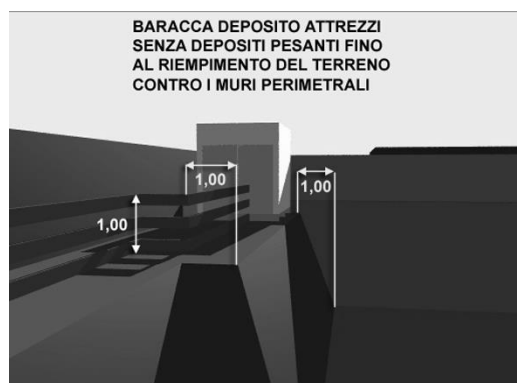 BARACCA DEPOSITO ATTREZZI
SENZA DEPOSITI PESANTI FINO
AL RIEMPIMENTO DEL TERRENO
CONTRO I MURI PERIMETRALI
1,00
1,00
1,00